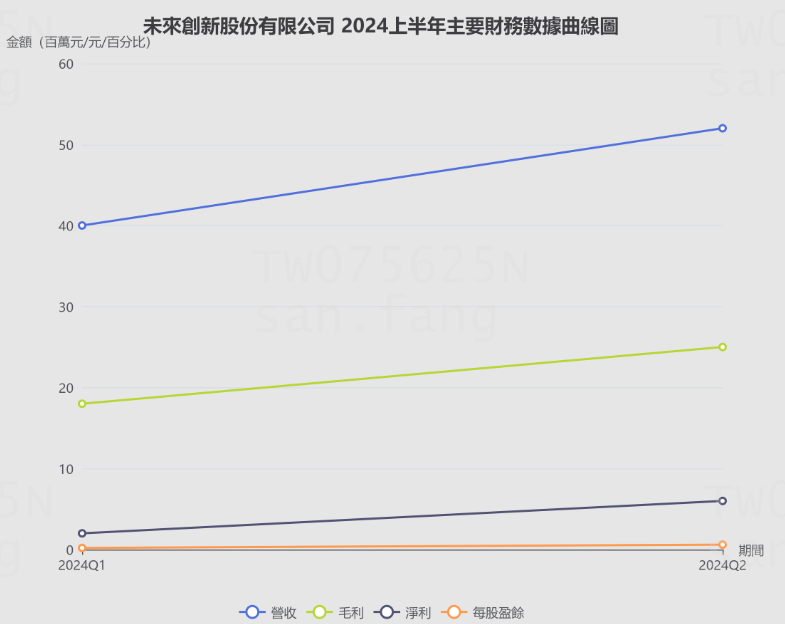 未來創新股份有限公司 2024上半年主要財務數據曲線圖
金額（百萬元/元/百分比）
60
50
40
30
20
10
0
2024Q1
2024Q2
期間
營收
毛利
淨利
每股盈餘
TW075625N
san.fang